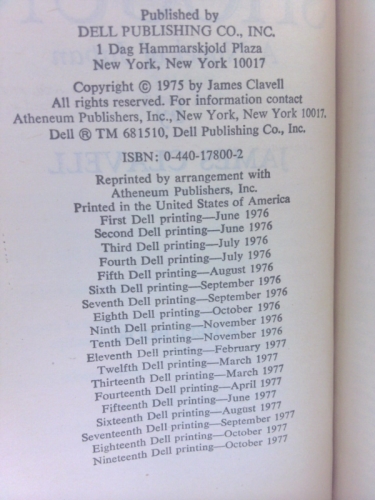 Published by
DELL PUBLISHING CO., INC.
1 Dag Hammarskjold Plaza
New York, New York 10017
Copyright © 1975 by James Clavell
All rights reserved. For information contact
Atheneum Publishers, Inc., New York, New York 10017.
Dell ® TM 681510, Dell Publishing Co., Inc.
ISBN: 0-440-17800-2
Reprinted by arrangement with
Atheneum Publishers, Inc.
Printed in the United States of America
First Dell printing—June 1976
Second Dell printing—June 1976
Third Dell printing—July 1976
Fourth Dell printing—July 1976
Fifth Dell printing—August 1976
Sixth Dell printing—September 1976
Seventh Dell printing—September 1976
Eighth Dell printing—October 1976
Ninth Dell printing—November 1976
Tenth Dell printing—November 1976
Eleventh Dell printing—February 1977
Twelfth Dell printing—March 1977
Thirteenth Dell printing—March 1977
Fourteenth Dell printing—April 1977
Fifteenth Dell printing—June 1977
Sixteenth Dell printing—August 1977
Seventeenth Dell printing—September 1977
Eighteenth Dell printing—October 1977
Nineteenth Dell printing—October 1977